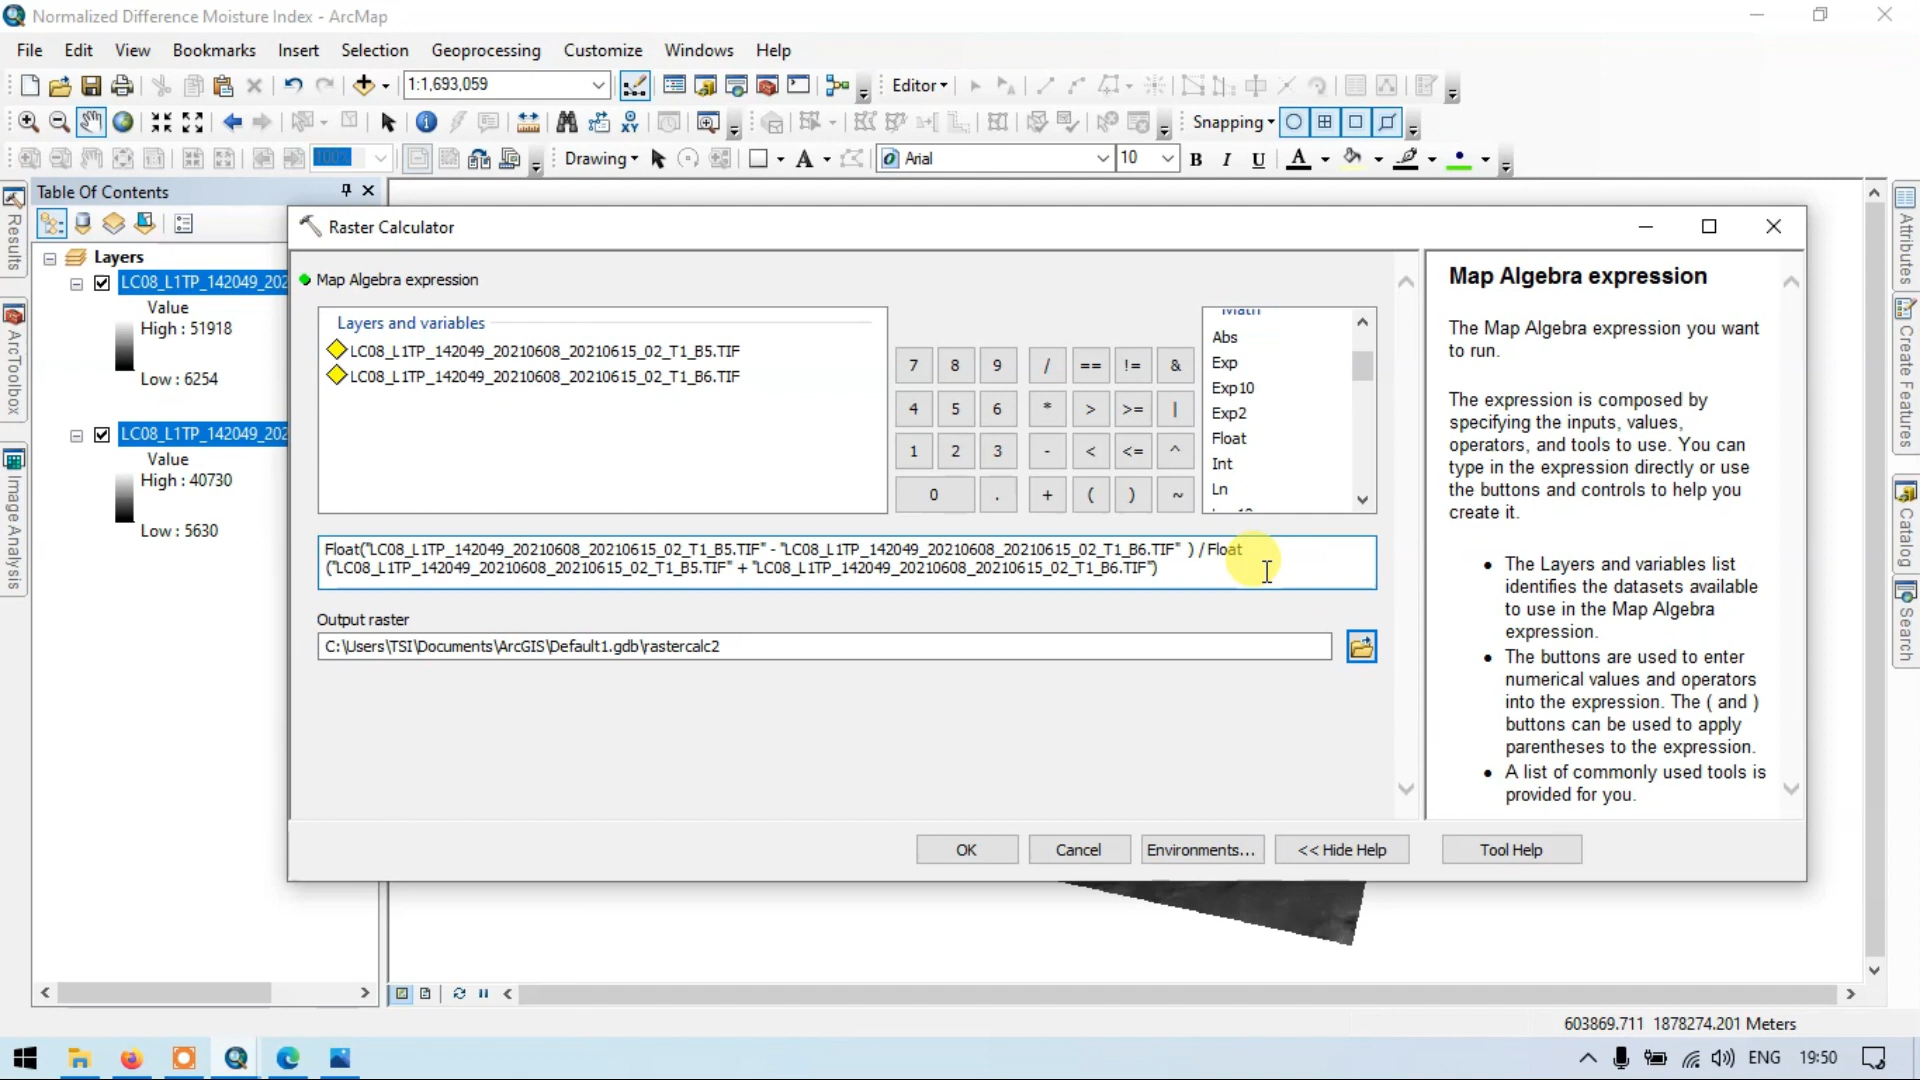 Normalized Difference Moisture Index - ArcMap
File Edit View Bookmarks Insert Selection Geoprocessing Customize Windows Help
1:1,693,059
Editor
Snapping
100%
Drawing
A
Arial
10
B I U A
Table Of Contents
Results
ArcToolbox
Image Analysis
Layers
LC08_L1TP_142049_202
Value
High : 51918
Low : 6254
LC08_L1TP_142049_202
Value
High : 40730
Low : 5630
Raster Calculator
Map Algebra expression
Layers and variables
LC08_L1TP_142049_20210608_20210615_02_T1_B5.TIF
LC08_L1TP_142049_20210608_20210615_02_T1_B6.TIF
7 8 9 / == != &
4 5 6 * > >= |
1 2 3 - < <= ^
0 . + ( ) ~
Math
Abs
Exp
Exp10
Exp2
Float
Int
Ln
Float("LC08_L1TP_142049_20210608_20210615_02_T1_B5.TIF" - "LC08_L1TP_142049_20210608_20210615_02_T1_B6.TIF" ) / Float
("LC08_L1TP_142049_20210608_20210615_02_T1_B5.TIF" + "LC08_L1TP_142049_20210608_20210615_02_T1_B6.TIF")
Output raster
C:\Users\TSI\Documents\ArcGIS\Default1.gdb\rastercalc2
OK
Cancel
Environments...
<< Hide Help
Tool Help
Map Algebra expression
The Map Algebra expression you want
to run.
The expression is composed by
specifying the inputs, values,
operators, and tools to use. You can
type in the expression directly or use
the buttons and controls to help you
create it.
• The Layers and variables list
identifies the datasets available
to use in the Map Algebra
expression.
• The buttons are used to enter
numerical values and operators
into the expression. The ( and )
buttons can be used to apply
parentheses to the expression.
• A list of commonly used tools is
provided for you.
Attributes
Create Features
Catalog
Search
603869.711 1878274.201 Meters
ENG
19:50